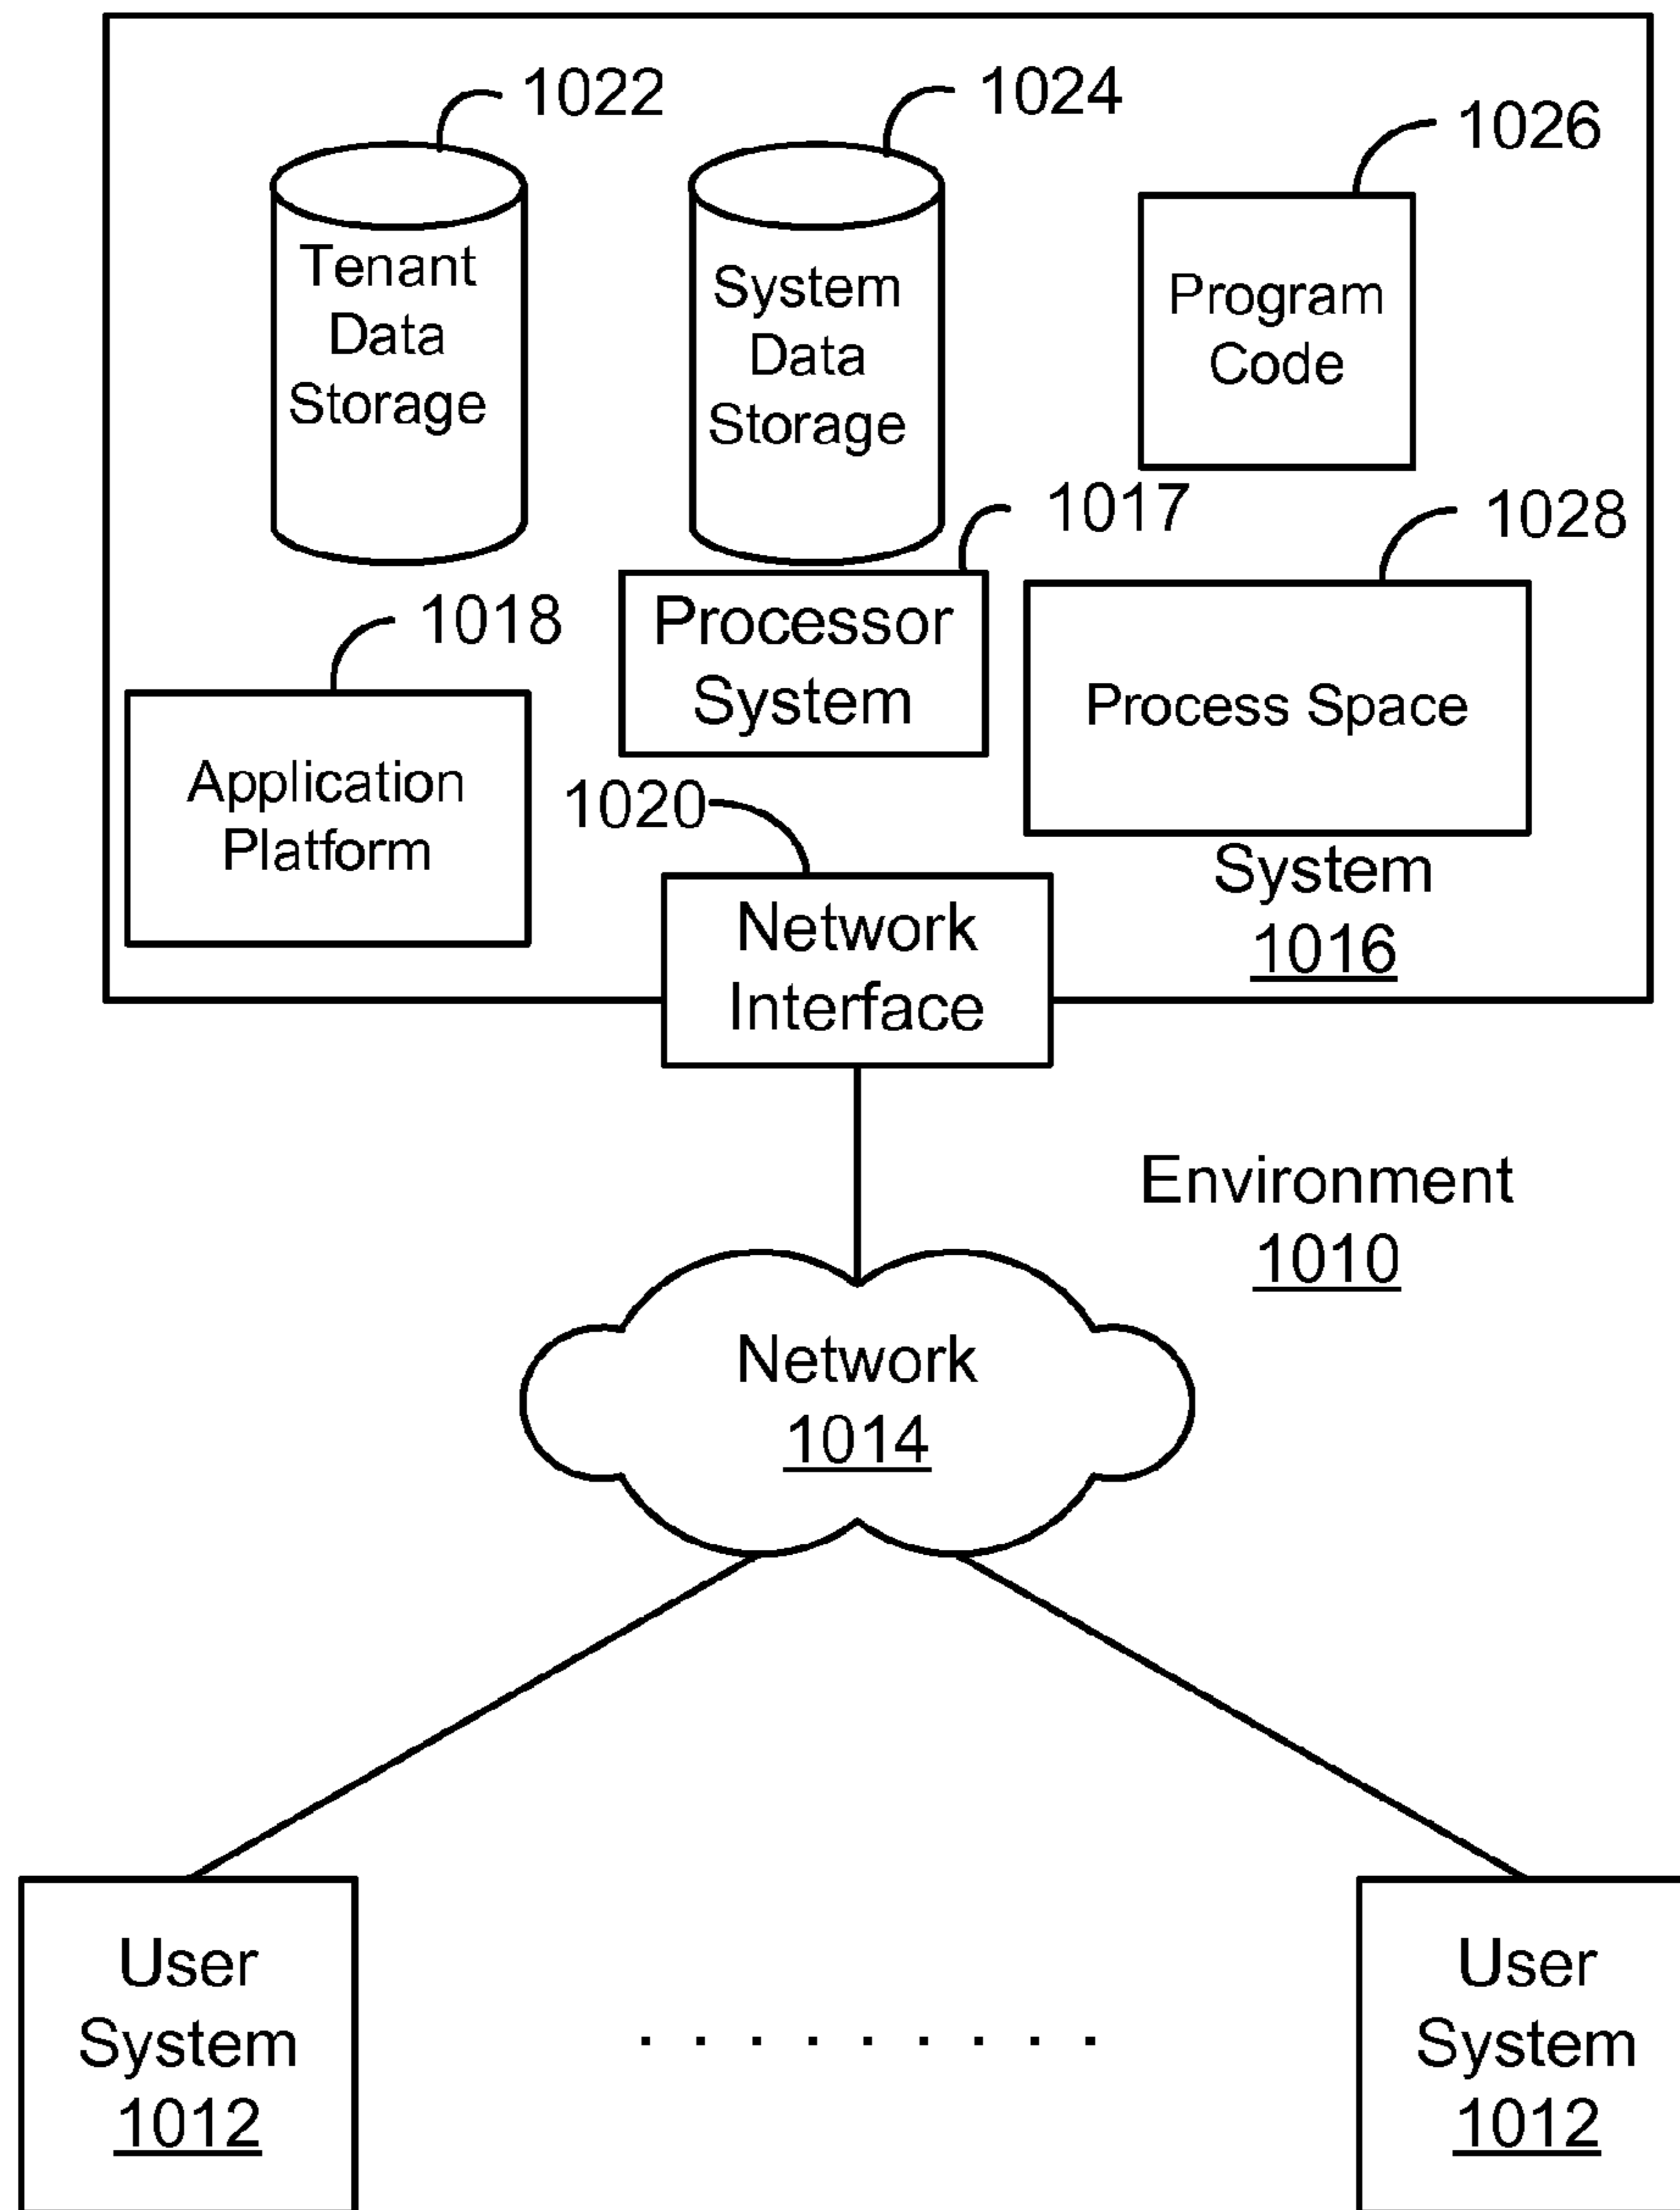 1022
1024
1026
Tenant
Data
Storage
System
Data
Storage
Program
Code
1017
1028
1018
Processor
System
Process Space
Application
Platform
1020
System
1016
Network
Interface
Environment
1010
Network
1014
User
System
1012
. . . . . . . . .
User
System
1012